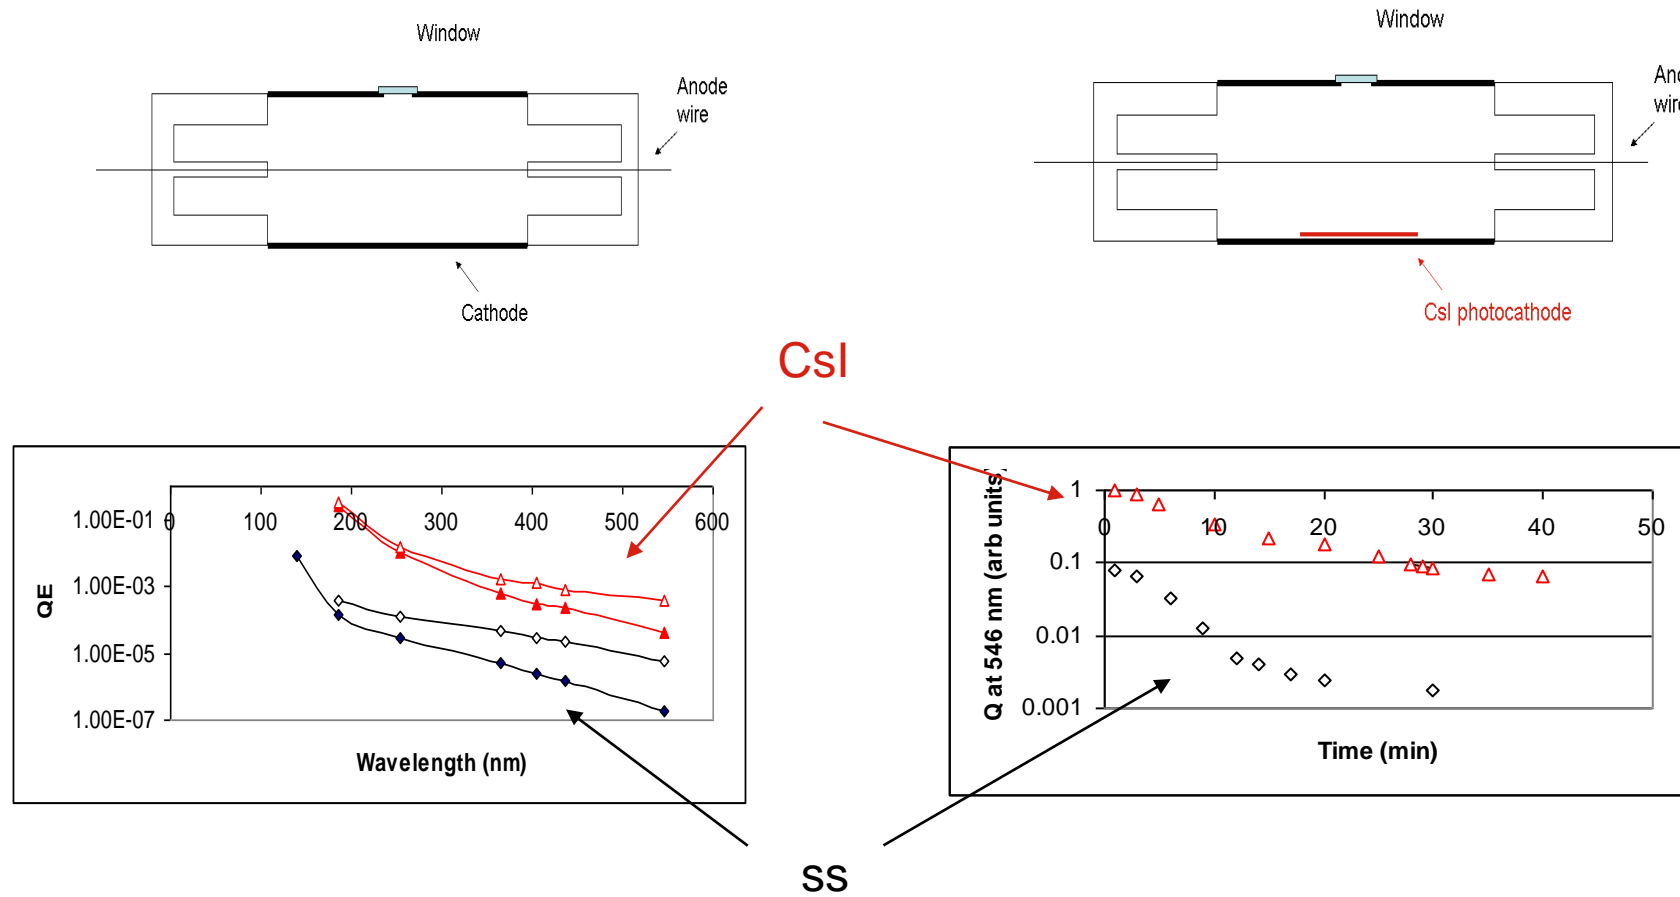 Window
Anode
wire
Cathode
Window
CsI photocathode
CsI
QE
1.00E-01
1.00E-03
1.00E-05
1.00E-07
0 100 200 300 400 500 600
Wavelength (nm)
Q at 546 nm (arb units)
1
0.1
0.01
0.001
0 10 20 30 40 50
Time (min)
SS